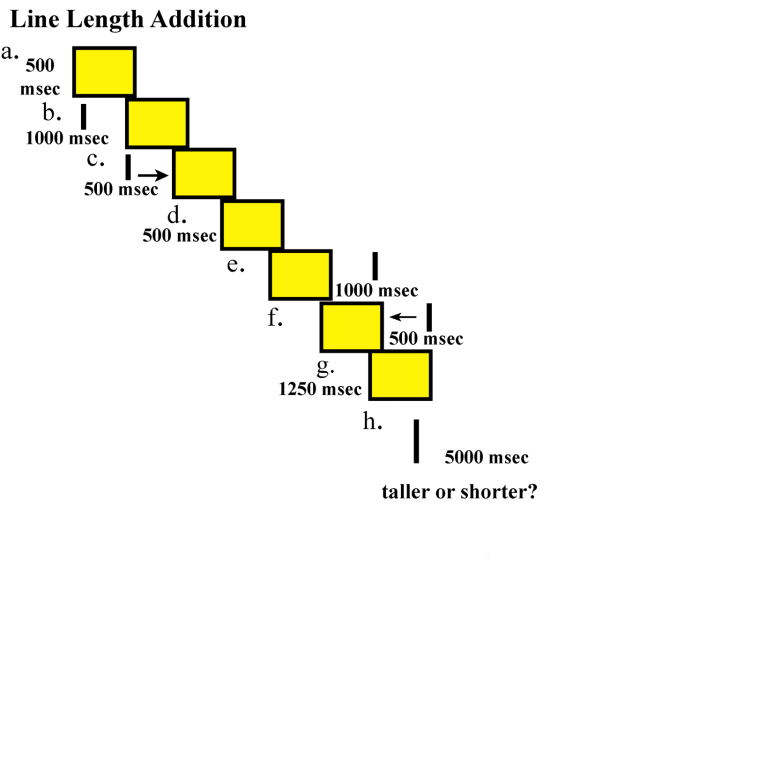 Line Length Addition
a.
500
msec
b.
1000 msec
c.
500 msec
d.
500 msec
e.
1000 msec
f.
500 msec
g.
1250 msec
h.
5000 msec
taller or shorter?